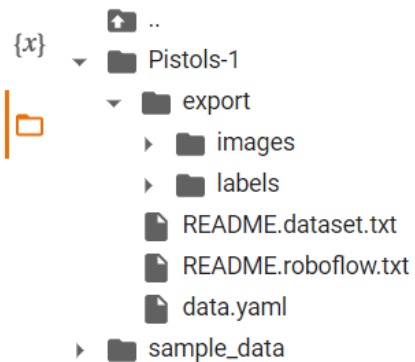 ..
{x}
Pistols-1
export
images
labels
README.dataset.txt
README.roboflow.txt
data.yaml
sample_data